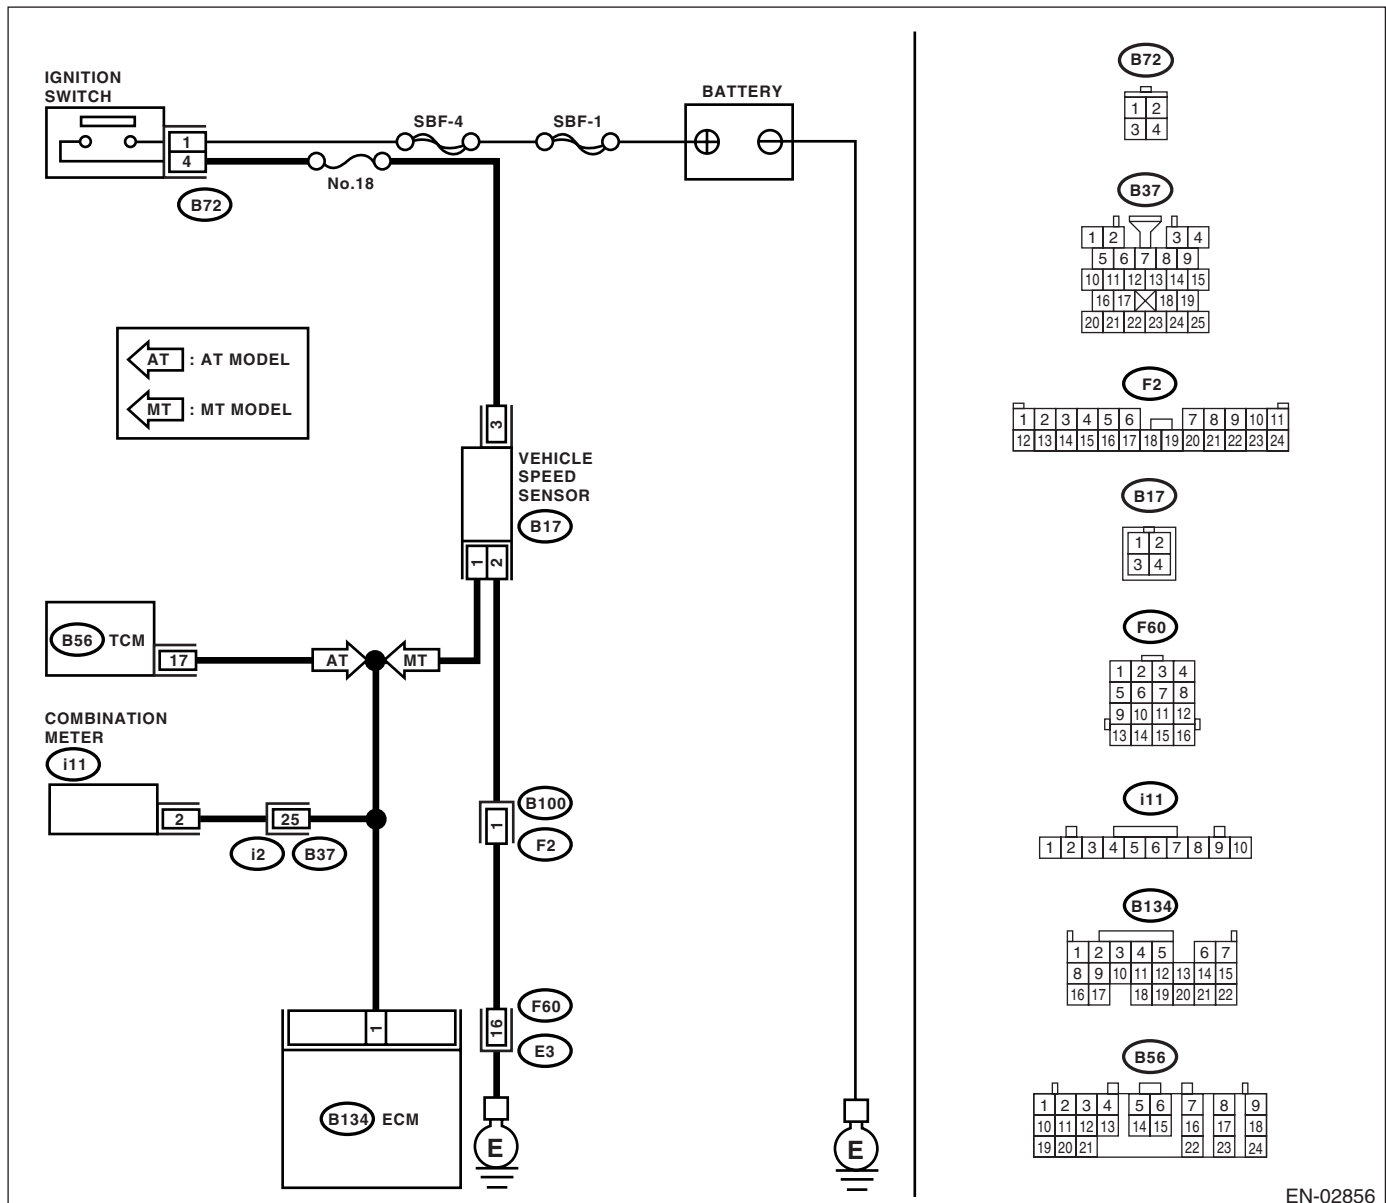 IGNITION
SWITCH
1
4
B72
No.18
SBF-4
SBF-1
BATTERY
AT : AT MODEL
MT : MT MODEL
3
VEHICLE
SPEED
SENSOR
B17
1 2
B56 TCM
17
AT
MT
COMBINATION
METER
i11
2
25
i2 B37
B100
1
F2
F60
16
E3
1
B134 ECM
E
E
B72
1 2
3 4
B37
1 2 3 4
5 6 7 8 9
10 11 12 13 14 15
16 17 18 19
20 21 22 23 24 25
F2
1 2 3 4 5 6 7 8 9 10 11
12 13 14 15 16 17 18 19 20 21 22 23 24
B17
1 2
3 4
F60
1 2 3 4
5 6 7 8
9 10 11 12
13 14 15 16
i11
1 2 3 4 5 6 7 8 9 10
B134
1 2 3 4 5 6 7
8 9 10 11 12 13 14 15
16 17 18 19 20 21 22
B56
1 2 3 4 5 6 7 8 9
10 11 12 13 14 15 16 17 18
19 20 21 22 23 24
EN-02856